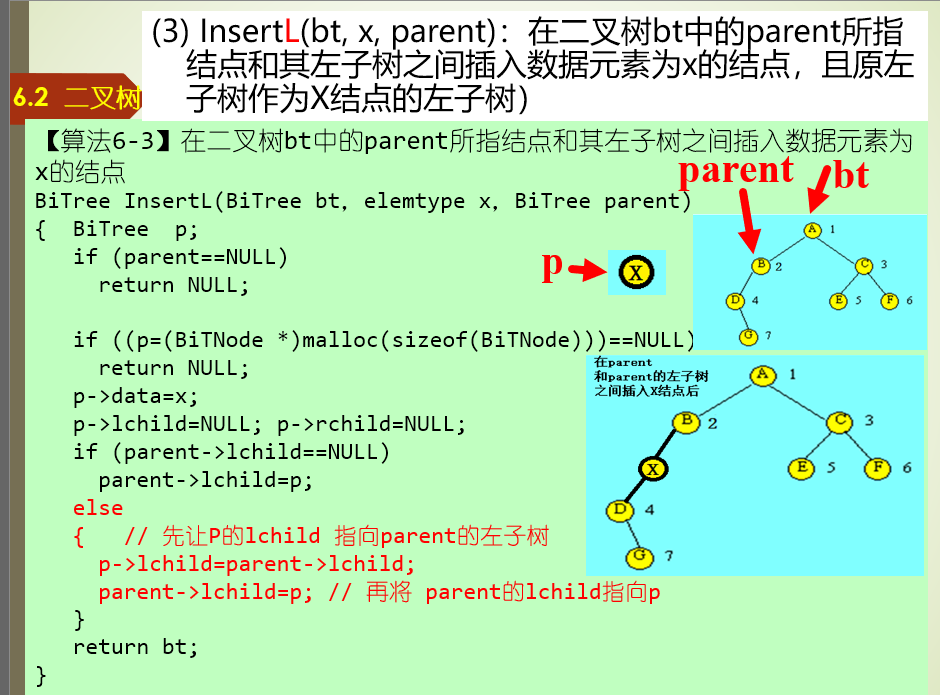 (3) InsertL(bt, x, parent)：在二叉树bt中的parent所指
结点和其左子树之间插入数据元素为x的结点，且原左
子树作为X结点的左子树）
6.2 二叉树
【算法6-3】在二叉树bt中的parent所指结点和其左子树之间插入数据元素为
x的结点
parent
bt
BiTree InsertL(BiTree bt, elemtype x, BiTree parent)
{ BiTree p;
if (parent==NULL)
return NULL;
p
X
A 1
B 2
C 3
D 4
E 5
F 6
G 7
if ((p=(BiTNode *)malloc(sizeof(BiTNode)))==NULL)
return NULL;
p->data=x;
p->lchild=NULL; p->rchild=NULL;
if (parent->lchild==NULL)
parent->lchild=p;
else
{ // 先让P的lchild 指向parent的左子树
p->lchild=parent->lchild;
parent->lchild=p; // 再将 parent的lchild指向p
}
return bt;
}
在parent
和parent的左子树
之间插入X结点后
A 1
B 2
C 3
X
E 5
F 6
D 4
G 7